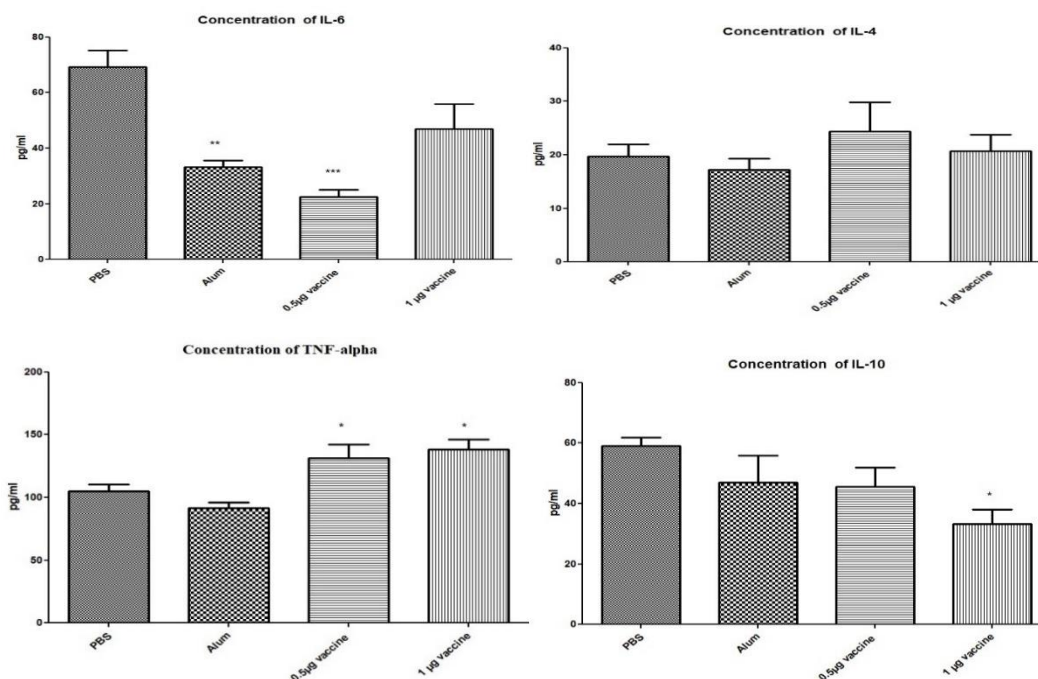 Concentration of IL-6
80
60
40
20
0
pg/ml
**
***
PBS
Alum
0.5µg vaccine
1 µg vaccine
Concentration of IL-4
40
30
20
10
0
pg/ml
PBS
Alum
0.5µg vaccine
1 µg vaccine
Concentration of TNF-alpha
200
150
100
50
0
pg/ml
*
*
PBS
Alum
0.5µg vaccine
1 µg vaccine
Concentration of IL-10
80
60
40
20
0
pg/ml
*
PBS
Alum
0.5µg vaccine
1 µg vaccine